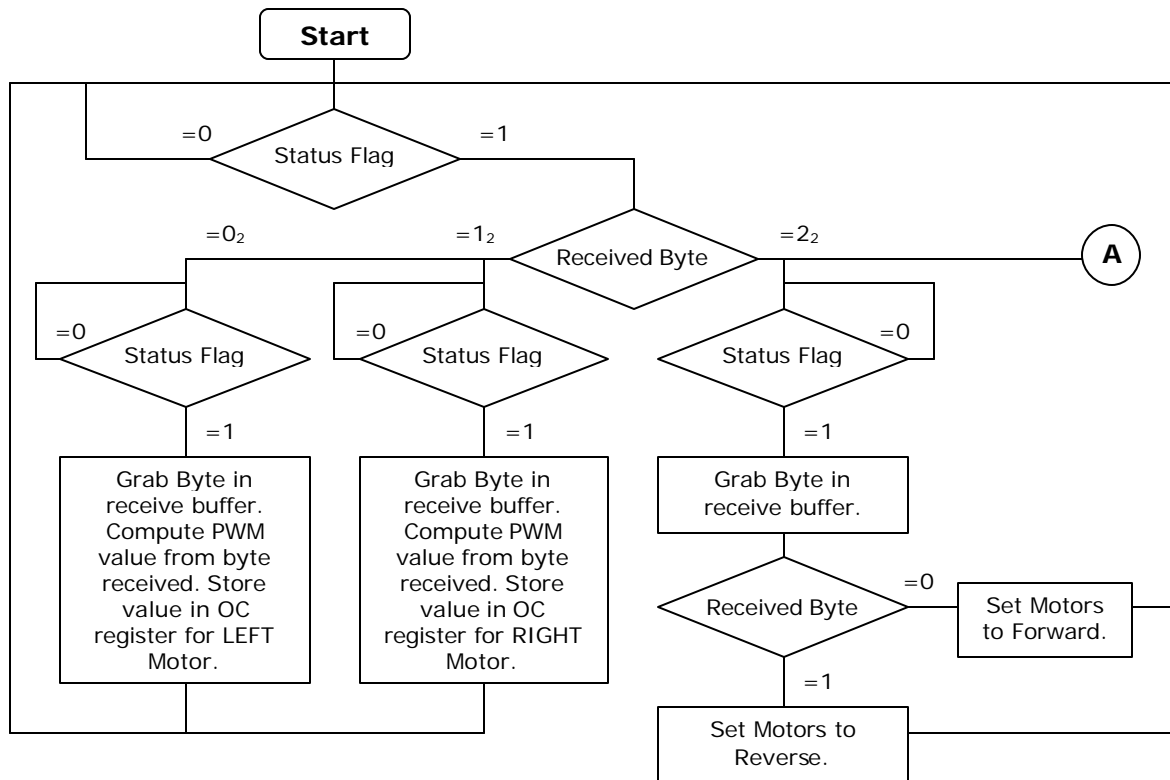 Start
=0
=1
Status Flag
=0₂
=1₂
Received Byte
=2₂
A
=0
Status Flag
=0
Status Flag
Status Flag
=0
=1
=1
=1
Grab Byte in
receive buffer.
Compute PWM
value from byte
received. Store
value in OC
register for LEFT
Motor.
Grab Byte in
receive buffer.
Compute PWM
value from byte
received. Store
value in OC
register for RIGHT
Motor.
Grab Byte in
receive buffer.
Received Byte
=0
Set Motors
to Forward.
=1
Set Motors to
Reverse.